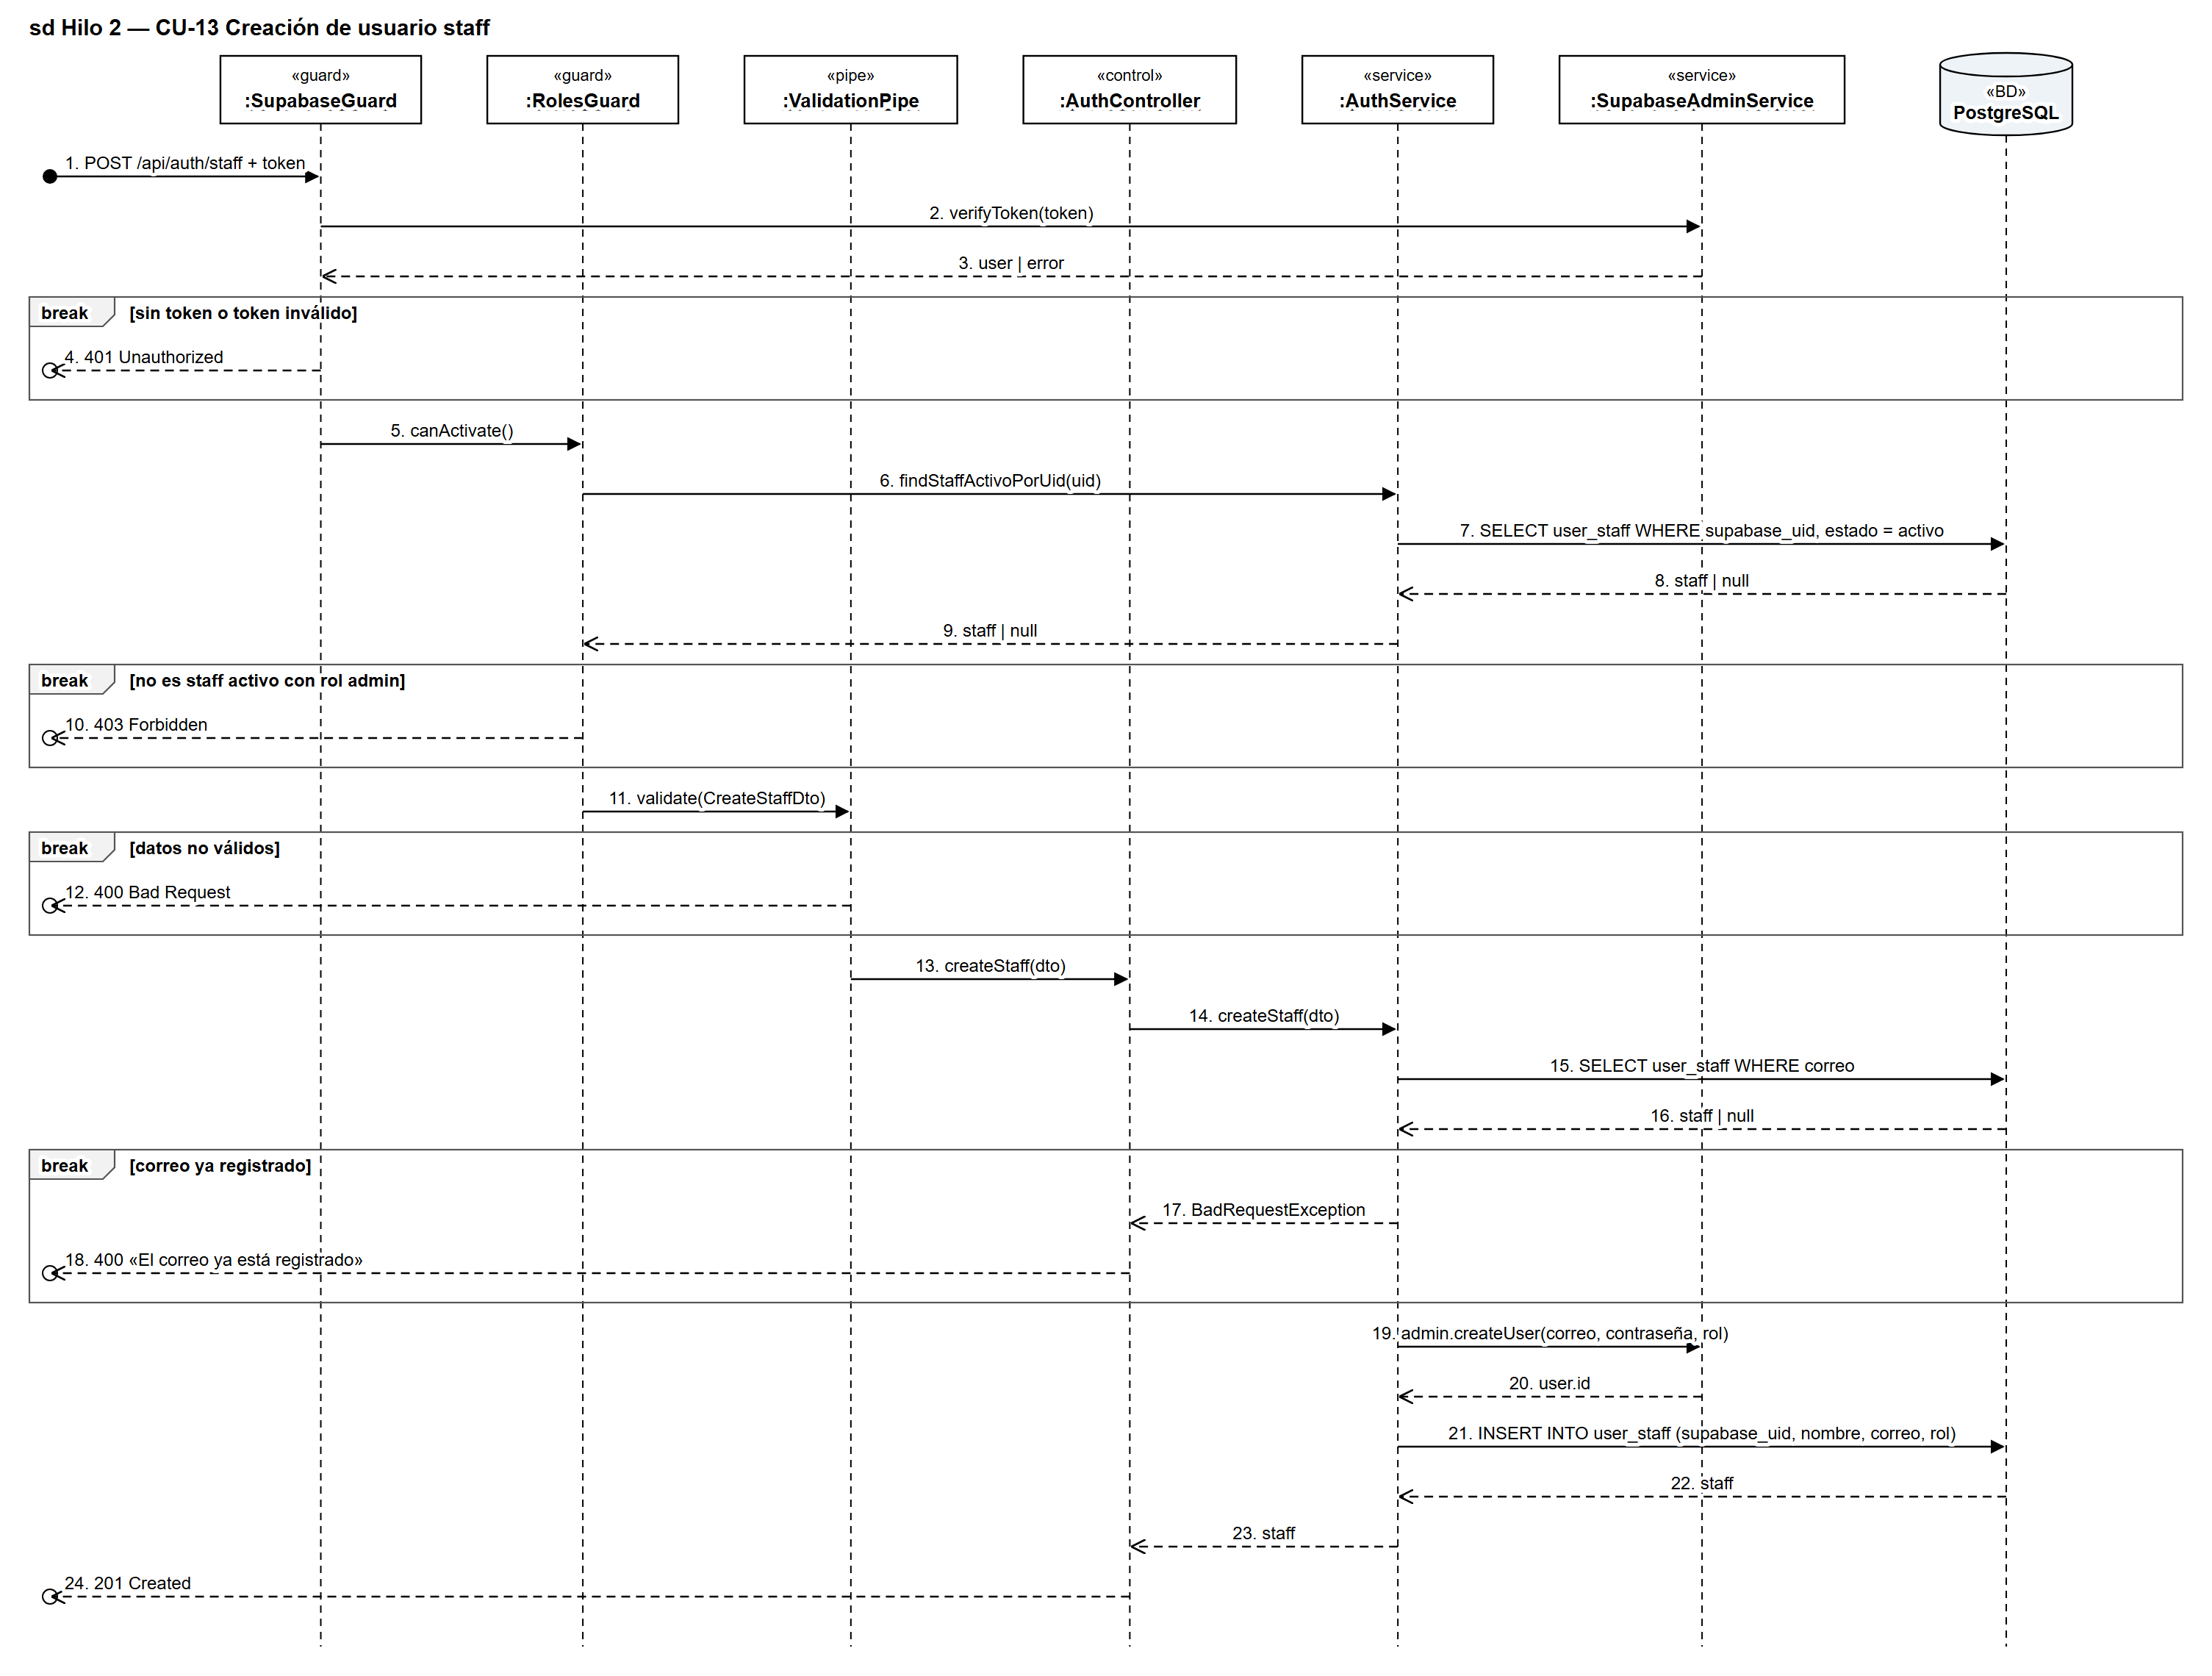 sd Hilo 2 — CU-13 Creación de usuario staff
«guard»
:SupabaseGuard
«guard»
:RolesGuard
«pipe»
:ValidationPipe
«control»
:AuthController
«service»
:AuthService
«service»
:SupabaseAdminService
«BD»
PostgreSQL
1. POST /api/auth/staff + token
2. verifyToken(token)
3. user | error
break [sin token o token inválido]
4. 401 Unauthorized
5. canActivate()
6. findStaffActivoPorUid(uid)
7. SELECT user_staff WHERE supabase_uid, estado = activo
8. staff | null
9. staff | null
break [no es staff activo con rol admin]
10. 403 Forbidden
11. validate(CreateStaffDto)
break [datos no válidos]
12. 400 Bad Request
13. createStaff(dto)
14. createStaff(dto)
15. SELECT user_staff WHERE correo
16. staff | null
break [correo ya registrado]
17. BadRequestException
18. 400 «El correo ya está registrado»
19. admin.createUser(correo, contraseña, rol)
20. user.id
21. INSERT INTO user_staff (supabase_uid, nombre, correo, rol)
22. staff
23. staff
24. 201 Created